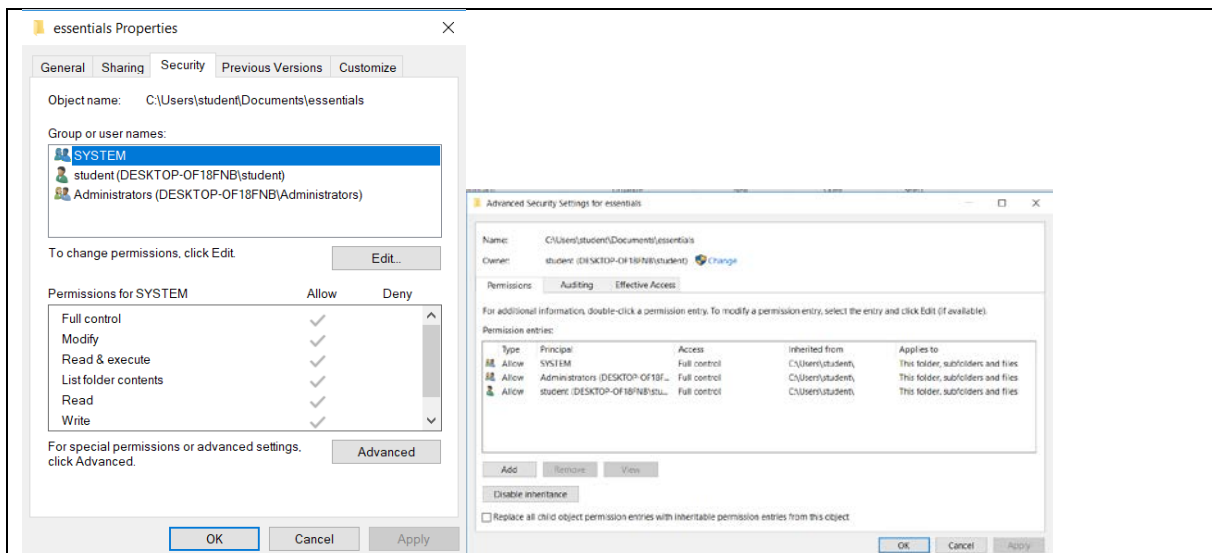 essentials Properties
General Sharing Security Previous Versions Customize
Object name: C:\Users\student\Documents\essentials
Group or user names:
SYSTEM
student (DESKTOP-OF18FNB\student)
Administrators (DESKTOP-OF18FNB\Administrators)
To change permissions, click Edit.
Edit...
Permissions for SYSTEM Allow Deny
Full control
Modify
Read & execute
List folder contents
Read
Write
For special permissions or advanced settings,
click Advanced.
Advanced
OK Cancel Apply
Advanced Security Settings for essentials
Name: C:\Users\student\Documents\essentials
Owner: student (DESKTOP-OF18FNB\student) Change
Permissions Auditing Effective Access
For additional information, double-click a permission entry. To modify a permission entry, select the entry and click Edit (if available).
Permission entries:
Type Principal Access Inherited from Applies to
Allow SYSTEM Full control C:\Users\student\ This folder, subfolders and files
Allow Administrators (DESKTOP-OF18F... Full control C:\Users\student\ This folder, subfolders and files
Allow student (DESKTOP-OF18FNB\stu... Full control C:\Users\student\ This folder, subfolders and files
Add Remove View
Disable inheritance
Replace all child object permission entries with inheritable permission entries from this object
OK Cancel Apply